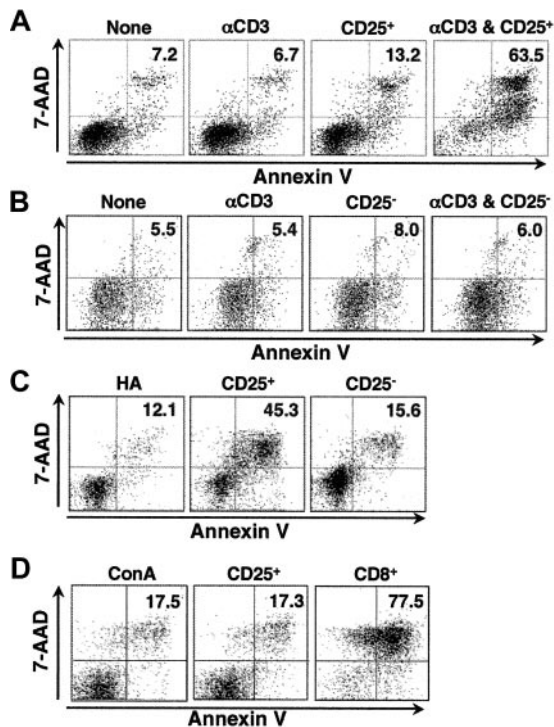 A
None αCD3 CD25⁺ αCD3 & CD25⁺
7.2 6.7 13.2 63.5
7-AAD
Annexin V
B
None αCD3 CD25⁻ αCD3 & CD25⁻
5.5 5.4 8.0 6.0
7-AAD
Annexin V
C
HA CD25⁺ CD25⁻
12.1 45.3 15.6
7-AAD
Annexin V
D
ConA CD25⁺ CD8⁺
17.5 17.3 77.5
7-AAD
Annexin V